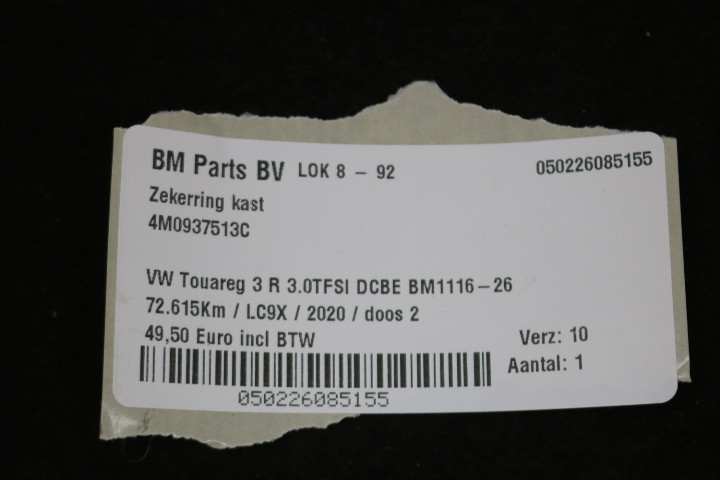 BM Parts BV LOK 8 - 92 050226085155
Zekerring kast
4M0937513C
VW Touareg 3 R 3.0TFSI DCBE BM1116-26
72.615Km / LC9X / 2020 / doos 2
49,50 Euro incl BTW Verz: 10
Aantal: 1
050226085155